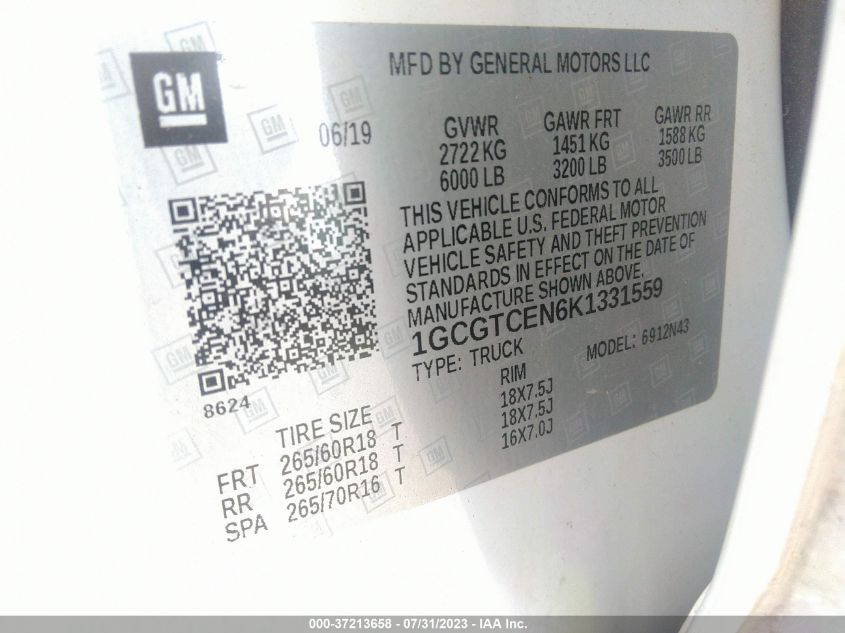 GM
MFD BY GENERAL MOTORS LLC
06/19
GVWR GAWR FRT GAWR RR
2722 KG 1451 KG 1588 KG
6000 LB 3200 LB 3500 LB
THIS VEHICLE CONFORMS TO ALL
APPLICABLE U.S. FEDERAL MOTOR
VEHICLE SAFETY AND THEFT PREVENTION
STANDARDS IN EFFECT ON THE DATE OF
MANUFACTURE SHOWN ABOVE.
1GCGTCEN6K1331559
TYPE: TRUCK MODEL: 6912N43
8624
TIRE SIZE RIM
FRT 265/60R18 T 18X7.5J
RR 265/60R18 T 18X7.5J
SPA 265/70R16 T 16X7.0J
000-37213658 - 07/31/2023 - IAA Inc.